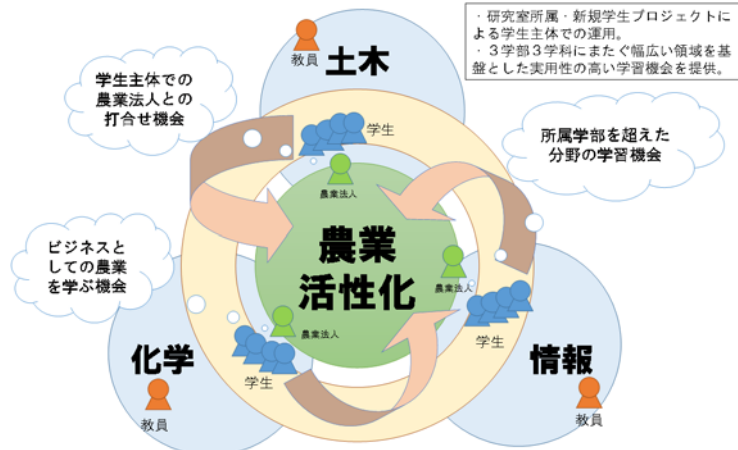 ・研究室所属・新規学生プロジェクトに
よる学生主体での運用。
・３学部３学科にまたぐ幅広い領域を基
盤とした実用性の高い学習機会を提供。
教員
土木
学生主体での
農業法人との
打合せ機会
学生
農業法人
所属学部を超えた
分野の学習機会
農業
活性化
ビジネスと
しての農業
を学ぶ機会
農業法人
農業法人
化学
学生
教員
学生
情報
教員